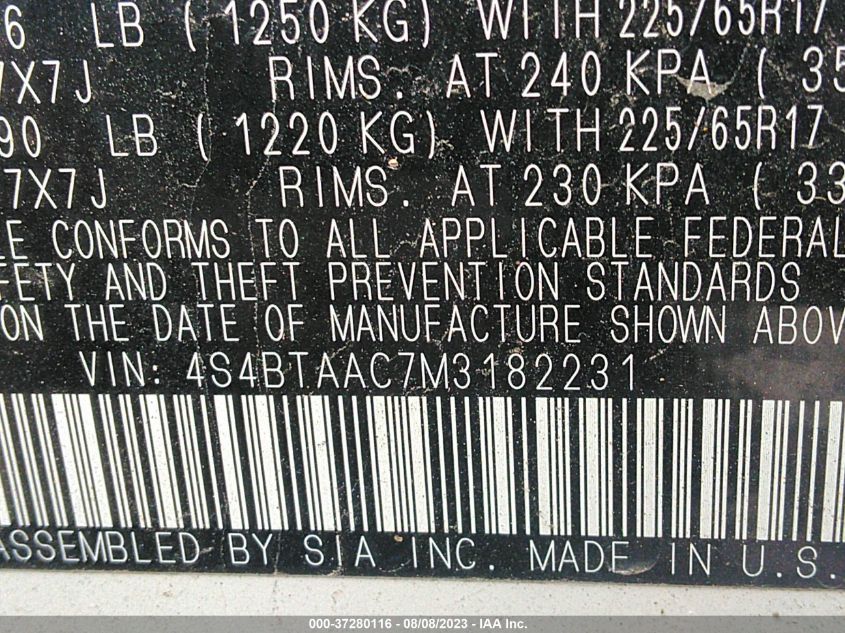 6 LB ( 1250 KG) WITH 225/65R17
7X7J RIMS. AT 240 KPA ( 35
90 LB ( 1220 KG) WITH 225/65R17
7X7J RIMS. AT 230 KPA ( 33
LE CONFORMS TO ALL APPLICABLE FEDERAL
FETY AND THEFT PREVENTION STANDARDS
ON THE DATE OF MANUFACTURE SHOWN ABOV
VIN: 4S4BTAAC7M3182231
ASSEMBLED BY SIA INC. MADE IN U.S.
000-37280116 - 08/08/2023 - IAA Inc.